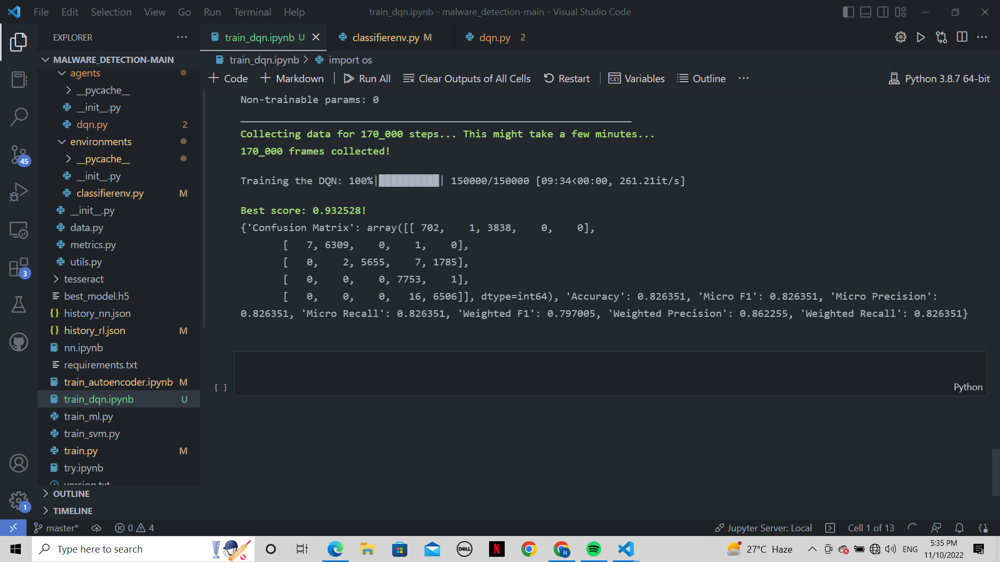 File Edit Selection View Go Run Terminal Help
train_dqn.ipynb - malware_detection-main - Visual Studio Code
EXPLORER
train_dqn.ipynb U
classifierenv.py M
dqn.py 2
MALWARE_DETECTION-MAIN
train_dqn.ipynb > import os
Code Markdown Run All Clear Outputs of All Cells Restart Variables Outline
Python 3.8.7 64-bit
agents
__pycache__
__init__.py
dqn.py 2
environments
__pycache__
__init__.py
classifierenv.py M
__init__.py
data.py
metrics.py
utils.py
tesseract
best_model.h5
history_nn.json
history_rl.json M
nn.ipynb
requirements.txt
train_autoencoder.ipynb M
train_dqn.ipynb U
train_ml.py
train_svm.py
train.py M
try.ipynb
version.txt
OUTLINE
TIMELINE
45
3
1
Non-trainable params: 0
_________________________________________________________________
Collecting data for 170_000 steps... This might take a few minutes...
170_000 frames collected!
Training the DQN: 100%|██████████| 150000/150000 [09:34<00:00, 261.21it/s]
Best score: 0.932528!
{'Confusion Matrix': array([[ 702,    1, 3838,    0,    0],
[   7, 6309,    0,    1,    0],
[   0,    2, 5655,    7, 1785],
[   0,    0,    0, 7753,    1],
[   0,    0,    0,   16, 6506]], dtype=int64), 'Accuracy': 0.826351, 'Micro F1': 0.826351, 'Micro Precision':
0.826351, 'Micro Recall': 0.826351, 'Weighted F1': 0.797005, 'Weighted Precision': 0.862255, 'Weighted Recall': 0.826351}
[ ]
Python
master* 0 4
Jupyter Server: Local
Cell 1 of 13
Type here to search
DELL
N
N
27°C Haze
ENG
5:35 PM
11/10/2022